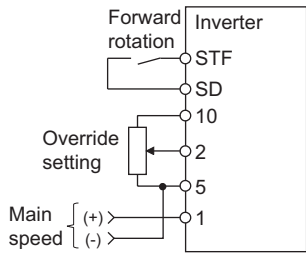 Forward
rotation
Inverter
STF
SD
10
Override
setting
2
5
Main
speed
(+)
(-)
1